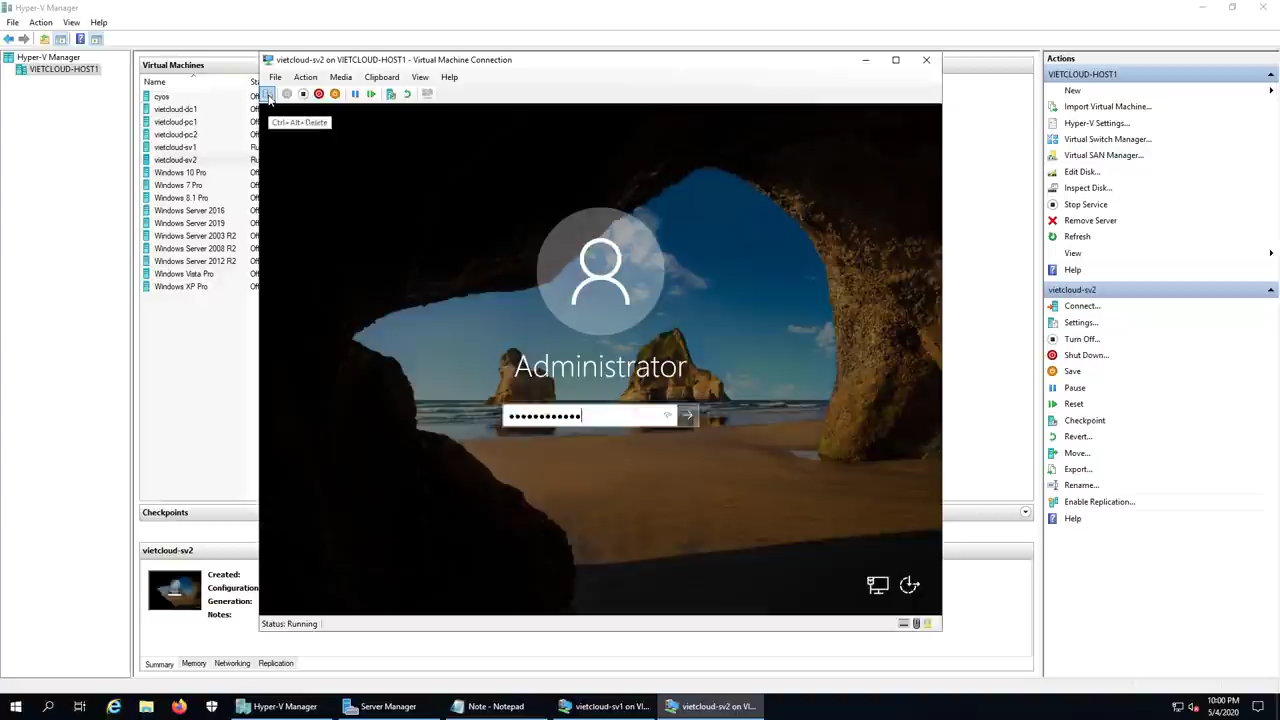 Hyper-V Manager
File Action View Help
Hyper-V Manager
VIETCLOUD-HOST1
Virtual Machines
Name
cyos
vietcloud-dc1
vietcloud-pc1
vietcloud-pc2
vietcloud-sv1
vietcloud-sv2
Windows 10 Pro
Windows 7 Pro
Windows 8.1 Pro
Windows Server 2016
Windows Server 2019
Windows Server 2003 R2
Windows Server 2008 R2
Windows Server 2012 R2
Windows Vista Pro
Windows XP Pro
Checkpoints
vietcloud-sv2
Created:
Configuration
Generation:
Notes:
Summary Memory Networking Replication
vietcloud-sv2 on VIETCLOUD-HOST1 - Virtual Machine Connection
File Action Media Clipboard View Help
Ctrl+Alt+Delete
Administrator
Status: Running
Actions
VIETCLOUD-HOST1
New
Import Virtual Machine...
Hyper-V Settings...
Virtual Switch Manager...
Virtual SAN Manager...
Edit Disk...
Inspect Disk...
Stop Service
Remove Server
Refresh
View
Help
vietcloud-sv2
Connect...
Settings...
Turn Off...
Shut Down...
Save
Pause
Reset
Checkpoint
Revert...
Move...
Export...
Rename...
Enable Replication...
Help
Hyper-V Manager
Server Manager
Note - Notepad
vietcloud-sv1 on VI...
vietcloud-sv2 on VI...
10:00 PM
5/4/2020